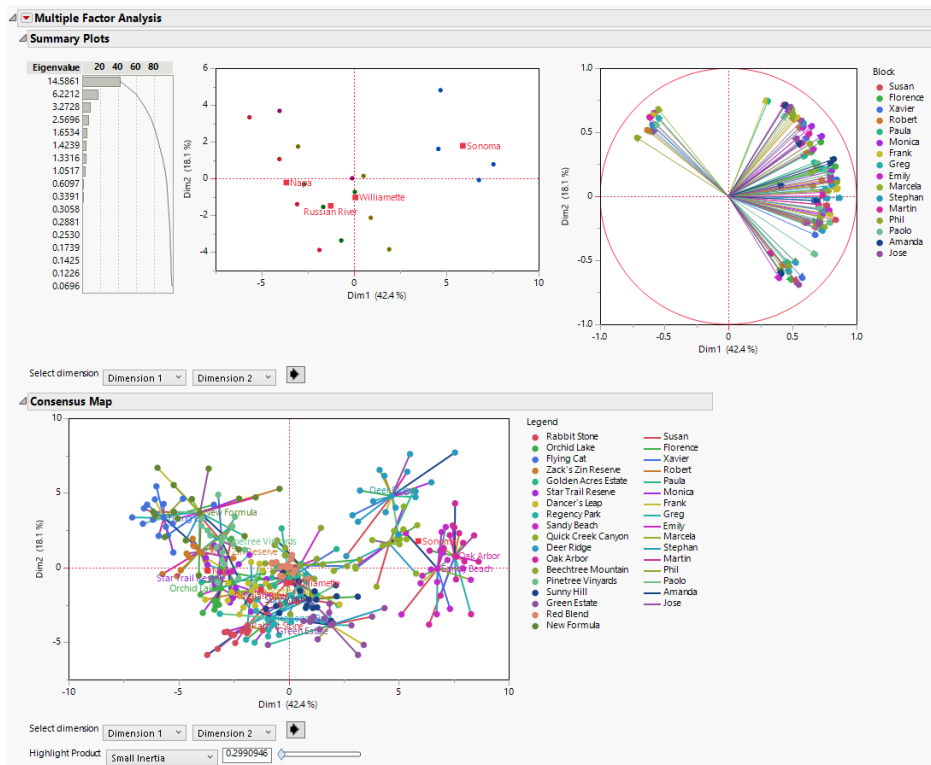 Multiple Factor Analysis
Summary Plots
Eigenvalue 20 40 60 80
14.5861
6.2212
3.2728
2.5696
1.6534
1.4239
1.3316
1.0517
0.6097
0.3391
0.3058
0.2881
0.2530
0.1739
0.1425
0.1226
0.0696
6
4
2
0
-2
-4
Dim2 (18.1 %)
Sonoma
Napa
Williamette
Russian River
-5 0 5 10
Dim1 (42.4 %)
1.0
0.5
0
-0.5
-1.0
Dim2 (18.1 %)
-1.0 -0.5 0 0.5 1.0
Dim1 (42.4 %)
Block
Susan
Florence
Xavier
Robert
Paula
Monica
Frank
Greg
Emily
Marcela
Stephan
Martin
Phil
Paolo
Amanda
Jose
Select dimension Dimension 1 Dimension 2
Consensus Map
10
5
0
-5
Dim2 (18.1 %)
New Formula
Sonoma
Oak Arbor
Star Trail Reserve
Green Estate
-10 -5 0 5 10
Dim1 (42.4 %)
Legend
Rabbit Stone Susan
Orchid Lake Florence
Flying Cat Xavier
Zack's Zin Reserve Robert
Golden Acres Estate Paula
Star Trail Reserve Monica
Dancer's Leap Frank
Regency Park Greg
Sandy Beach Emily
Quick Creek Canyon Marcela
Deer Ridge Stephan
Oak Arbor Martin
Beechtree Mountain Phil
Pinetree Vinyards Paolo
Sunny Hill Amanda
Green Estate Jose
Red Blend
New Formula
Select dimension Dimension 1 Dimension 2
Highlight Product Small Inertia 0.2990946